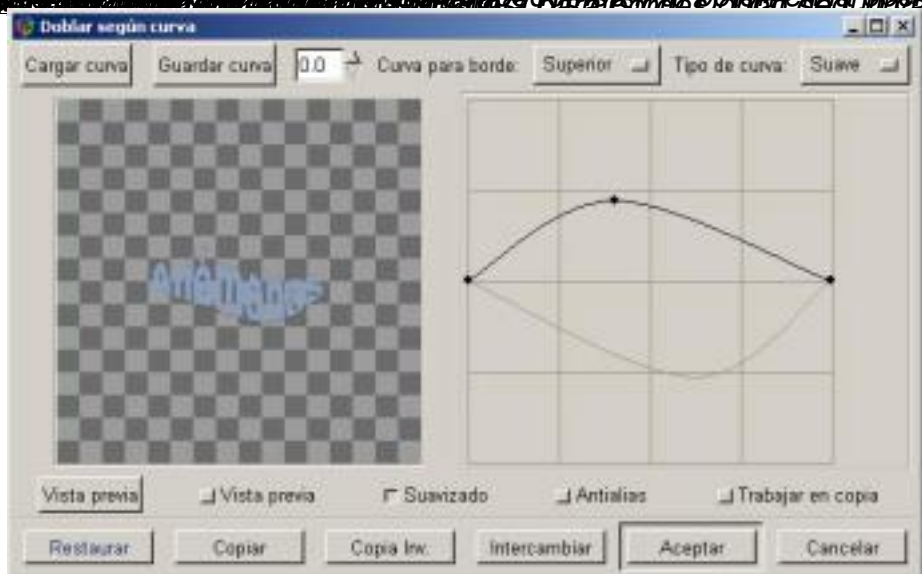 Doblar según curva
Cargar curva Guardar curva 0.0 Curva para borde: Superior Tipo de curva: Suave
Vista previa Vista previa Suavizado Antialias Trabajar en copia
Restaurar Copiar Copia Inv. Intercambiar Aceptar Cancelar